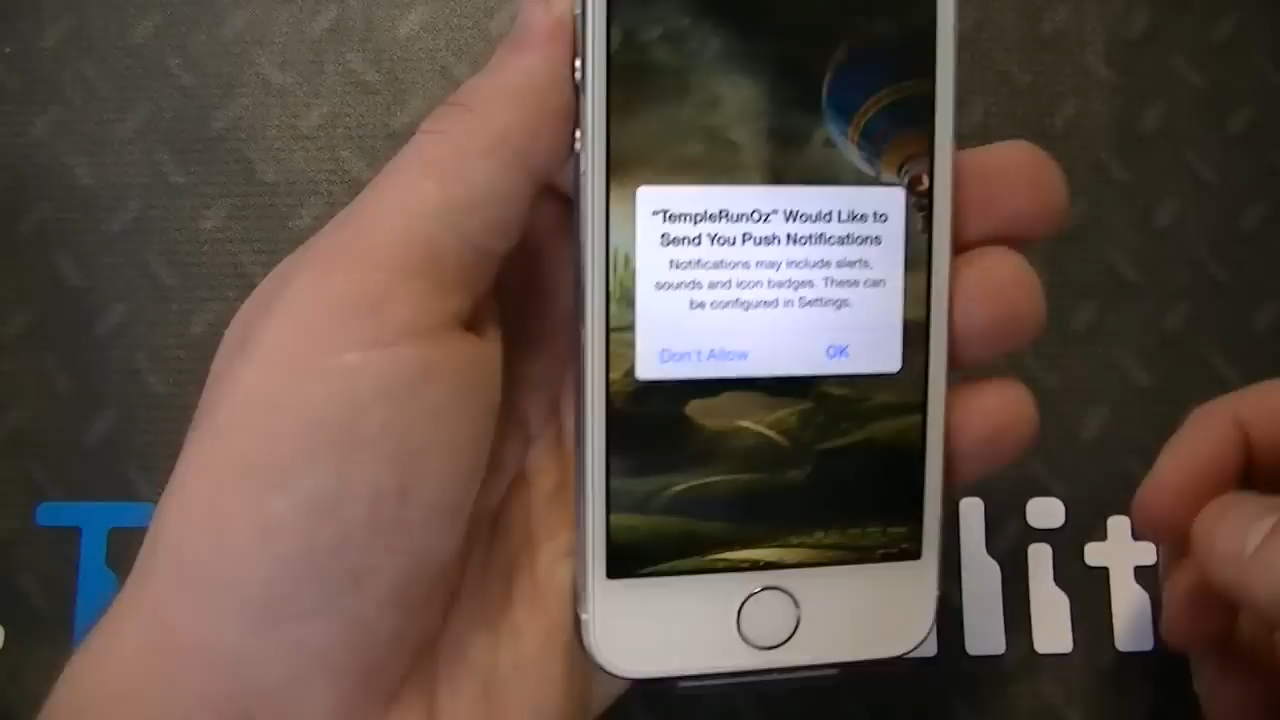 “TempleRunOz” Would Like to
Send You Push Notifications
Notifications may include alerts,
sounds and icon badges. These can
be configured in Settings.
Don't Allow OK
T lit